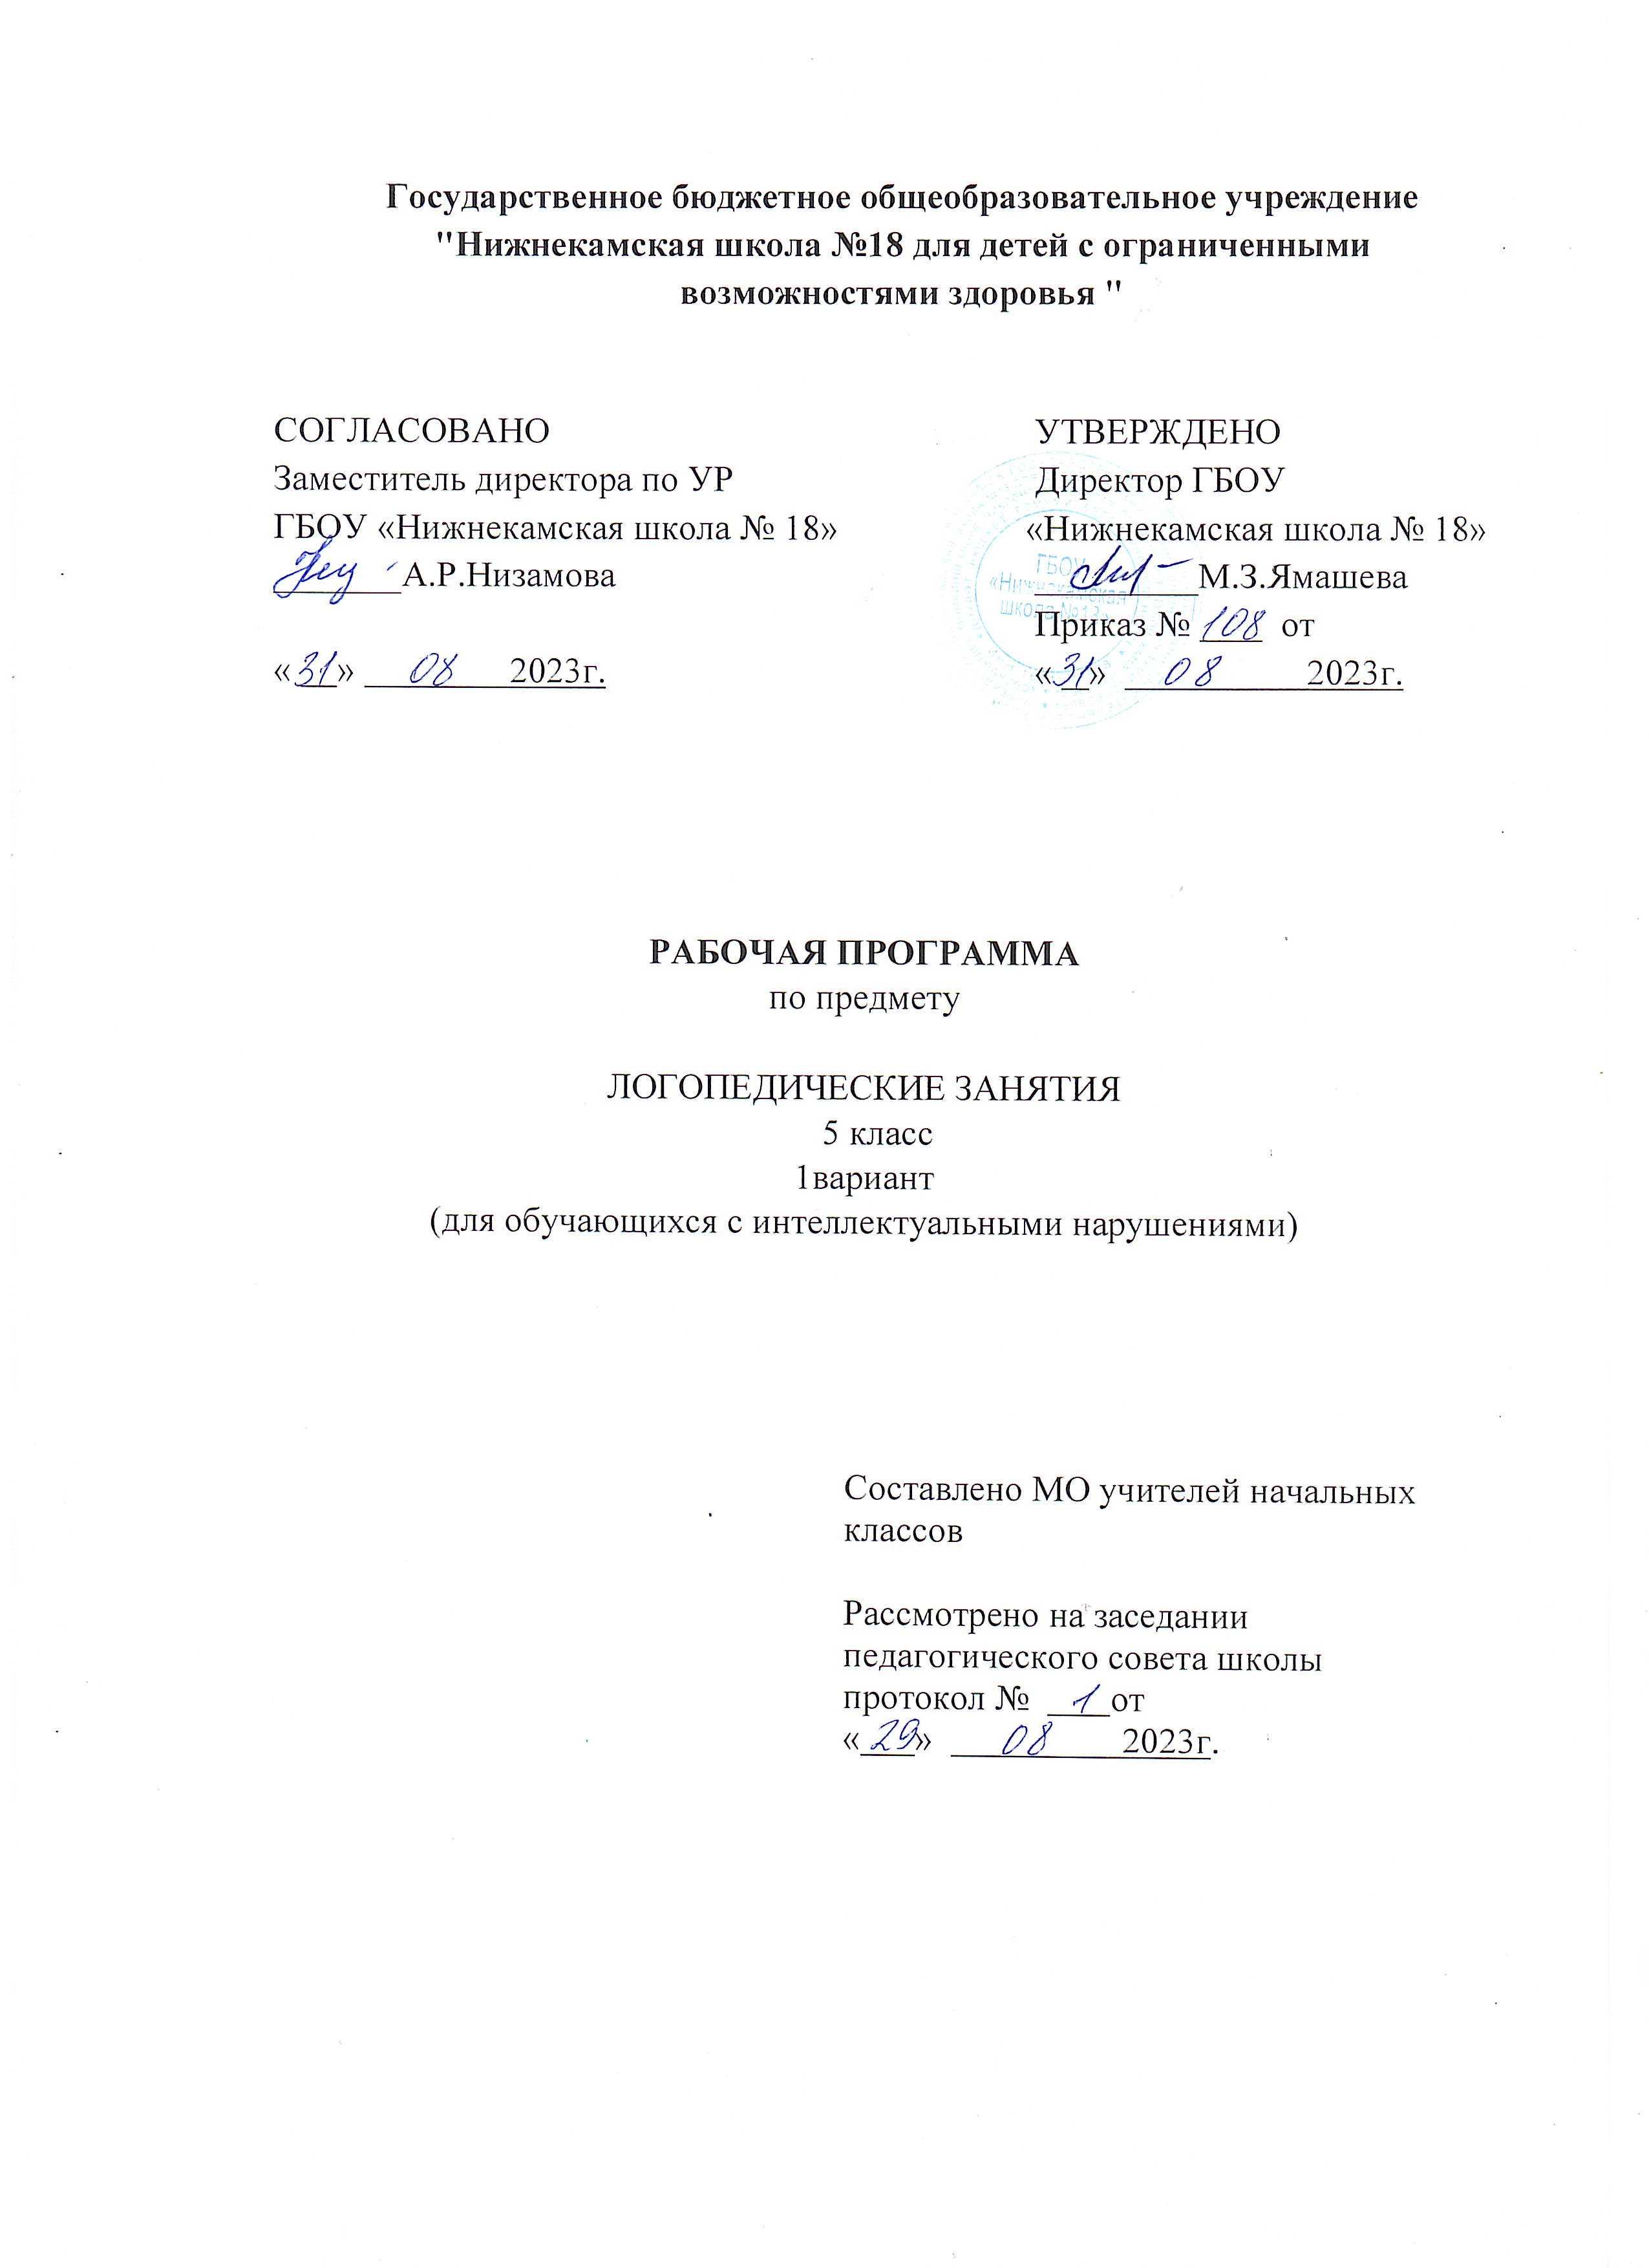 Государственное бюджетное общеобразовательное учреждение
"Нижнекамская школа №18 для детей с ограниченными
возможностями здоровья "
СОГЛАСОВАНО
Заместитель директора по УР
ГБОУ «Нижнекамская школа № 18»
А.Р.Низамова
«31» 08 2023г.
УТВЕРЖДЕНО
Директор ГБОУ
«Нижнекамская школа № 18»
М.З.Ямашева
Приказ № 108 от
«31» 08 2023г.
ГБОУ
«Нижнекамская
школа
РАБОЧАЯ ПРОГРАММА
по предмету
ЛОГОПЕДИЧЕСКИЕ ЗАНЯТИЯ
5 класс
1вариант
(для обучающихся с интеллектуальными нарушениями)
Составлено МО учителей начальных
классов
Рассмотрено на заседании
педагогического совета школы
протокол № 1 от
«29» 08 2023г.